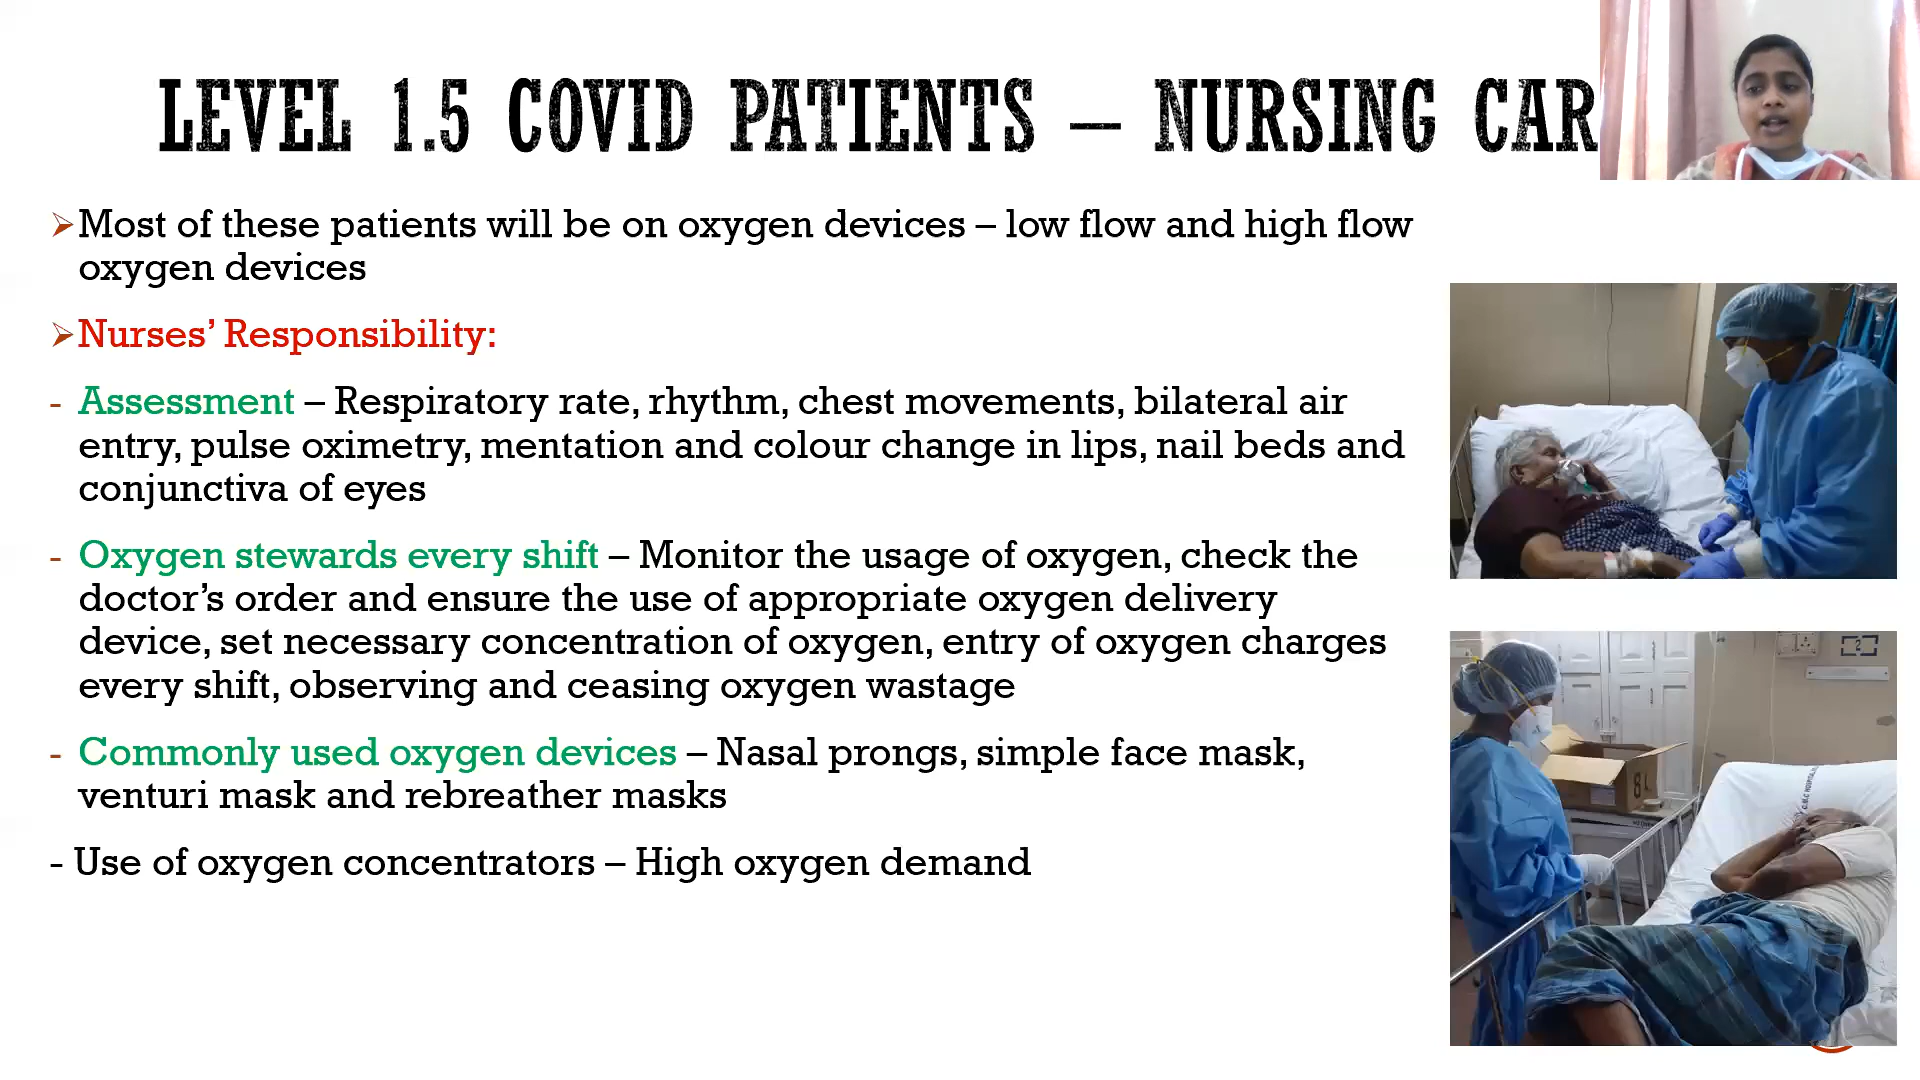 LEVEL 1.5 COVID PATIENTS – NURSING CAR
➢Most of these patients will be on oxygen devices – low flow and high flow
oxygen devices
➢Nurses’ Responsibility:
- Assessment – Respiratory rate, rhythm, chest movements, bilateral air
entry, pulse oximetry, mentation and colour change in lips, nail beds and
conjunctiva of eyes
- Oxygen stewards every shift – Monitor the usage of oxygen, check the
doctor’s order and ensure the use of appropriate oxygen delivery
device, set necessary concentration of oxygen, entry of oxygen charges
every shift, observing and ceasing oxygen wastage
- Commonly used oxygen devices – Nasal prongs, simple face mask,
venturi mask and rebreather masks
- Use of oxygen concentrators – High oxygen demand
2